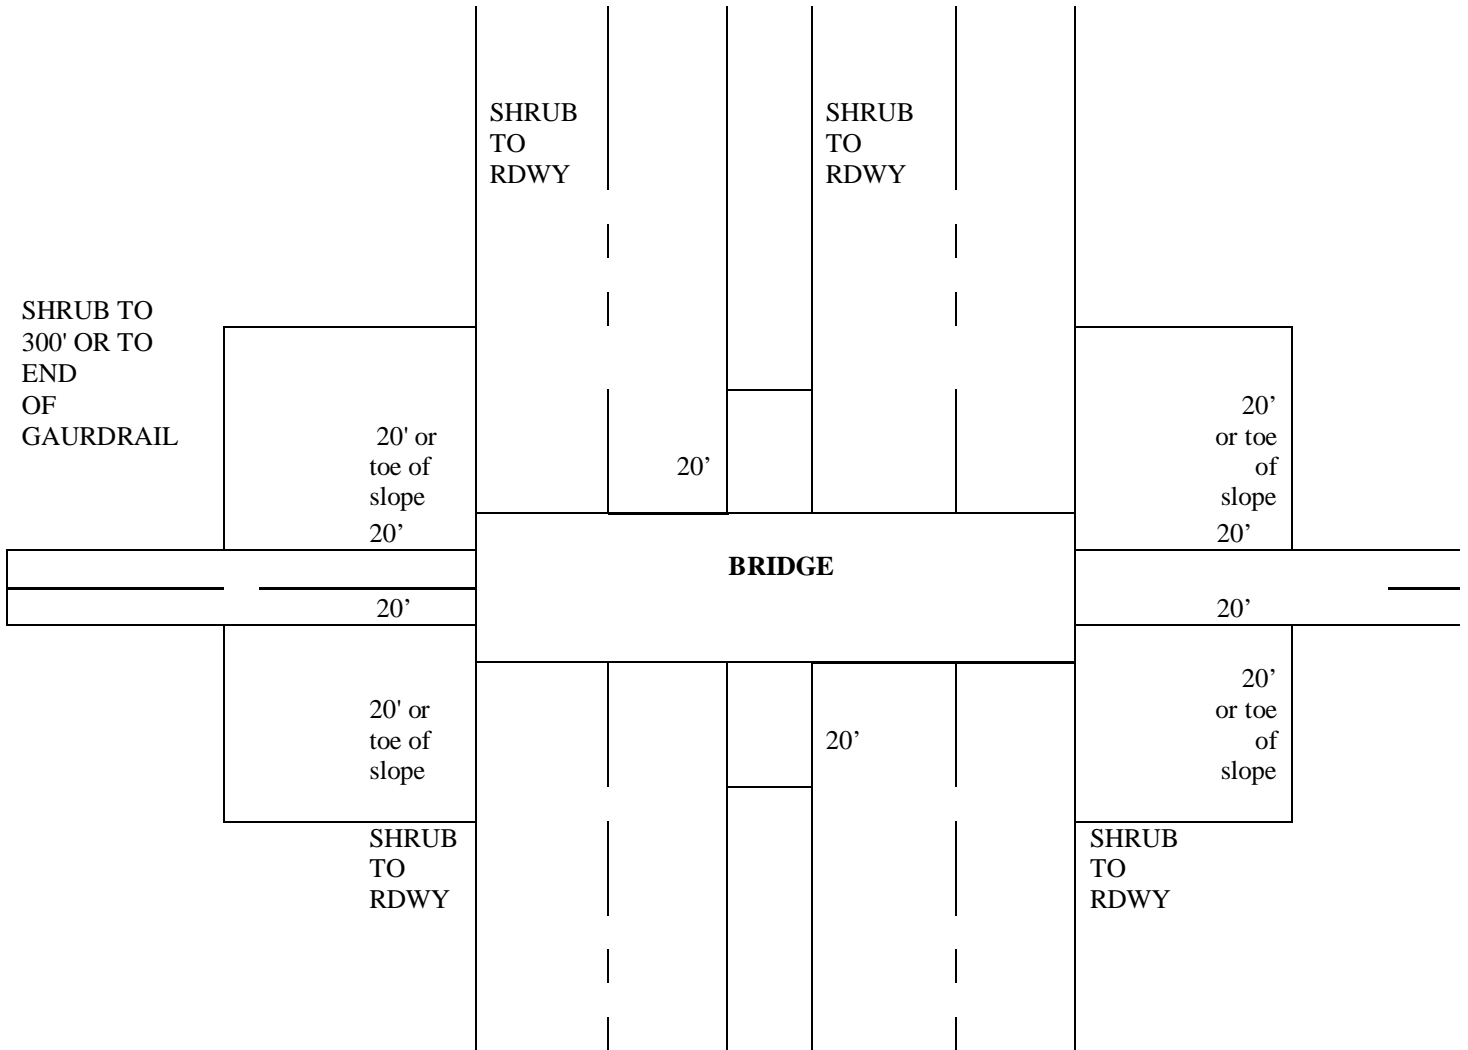 SHRUB
TO
RDWY
SHRUB
TO
RDWY
SHRUB TO
300' OR TO
END
OF
GAURDRAIL
20' or
toe of
slope
20’
20’
20’
or toe
of
slope
20’
BRIDGE
20’
20’
20' or
toe of
slope
20’
20’
or toe
of
slope
SHRUB
TO
RDWY
SHRUB
TO
RDWY